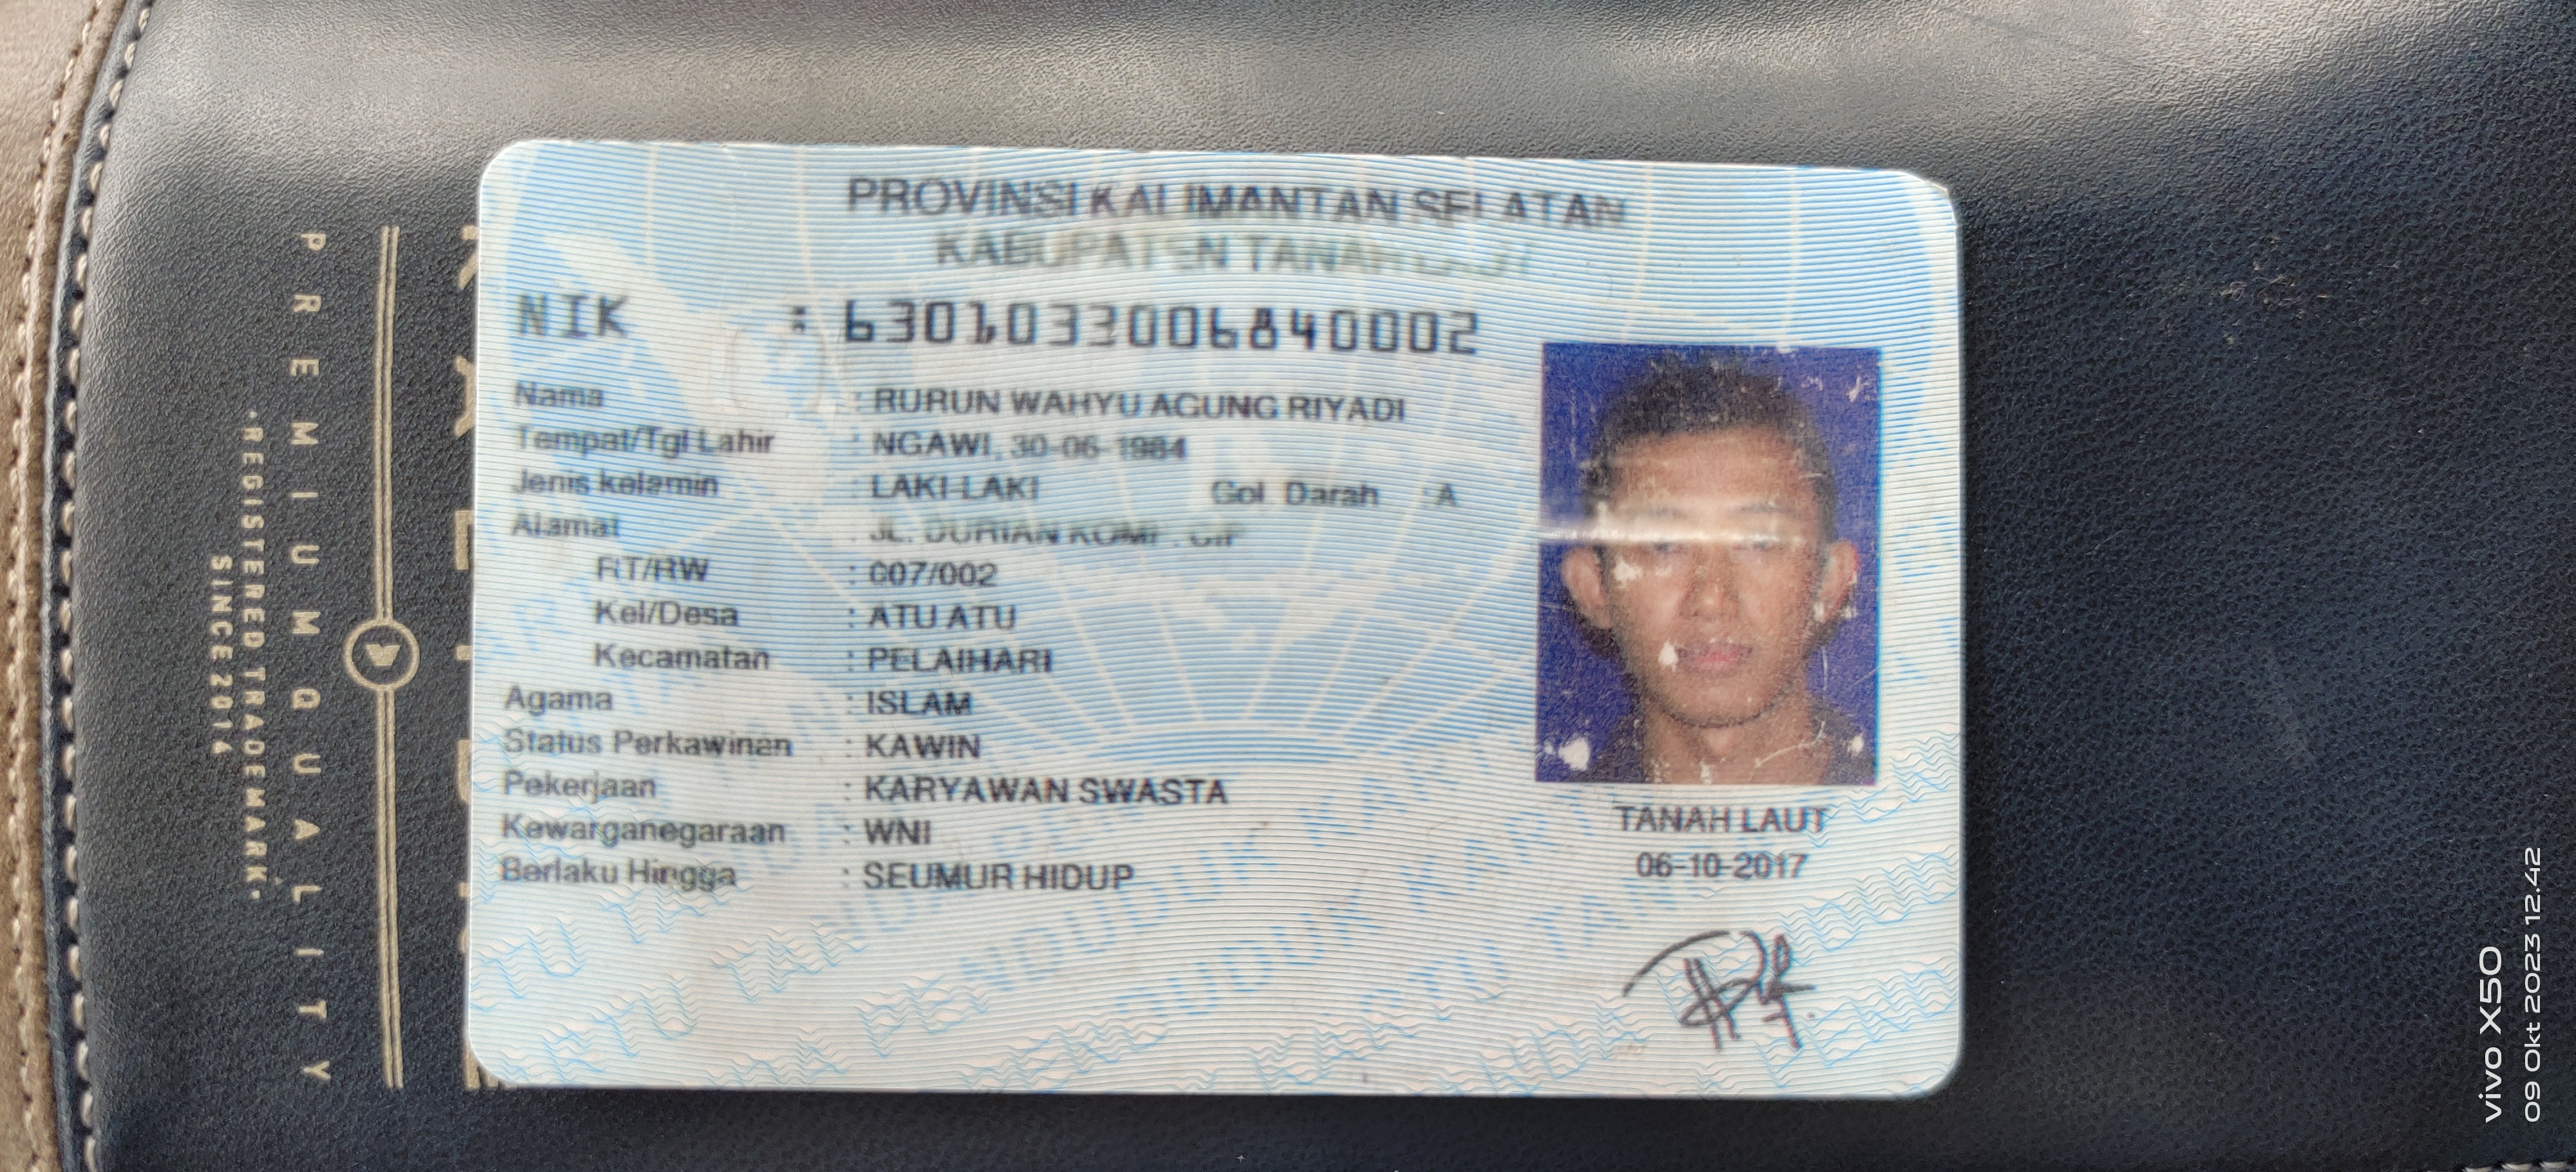 SINCE 2014
·REGISTERED TRADEMARK·
PREMIUM QUALITY
PROVINSI KALIMANTAN SELATAN
KABUPATEN TANAH LAUT
NIK : 6301033006840002
Nama : RURUN WAHYU AGUNG RIYADI
Tempat/Tgl Lahir : NGAWI, 30-06-1984
Jenis kelamin : LAKI-LAKI Gol. Darah : A
Alamat : JL. DURIAN
RT/RW : 007/002
Kel/Desa : ATU ATU
Kecamatan : PELAIHARI
Agama : ISLAM
Status Perkawinan : KAWIN
Pekerjaan : KARYAWAN SWASTA
Kewarganegaraan : WNI
Berlaku Hingga : SEUMUR HIDUP
TANAH LAUT
06-10-2017
vivo X50
09 Okt 2023 12.42